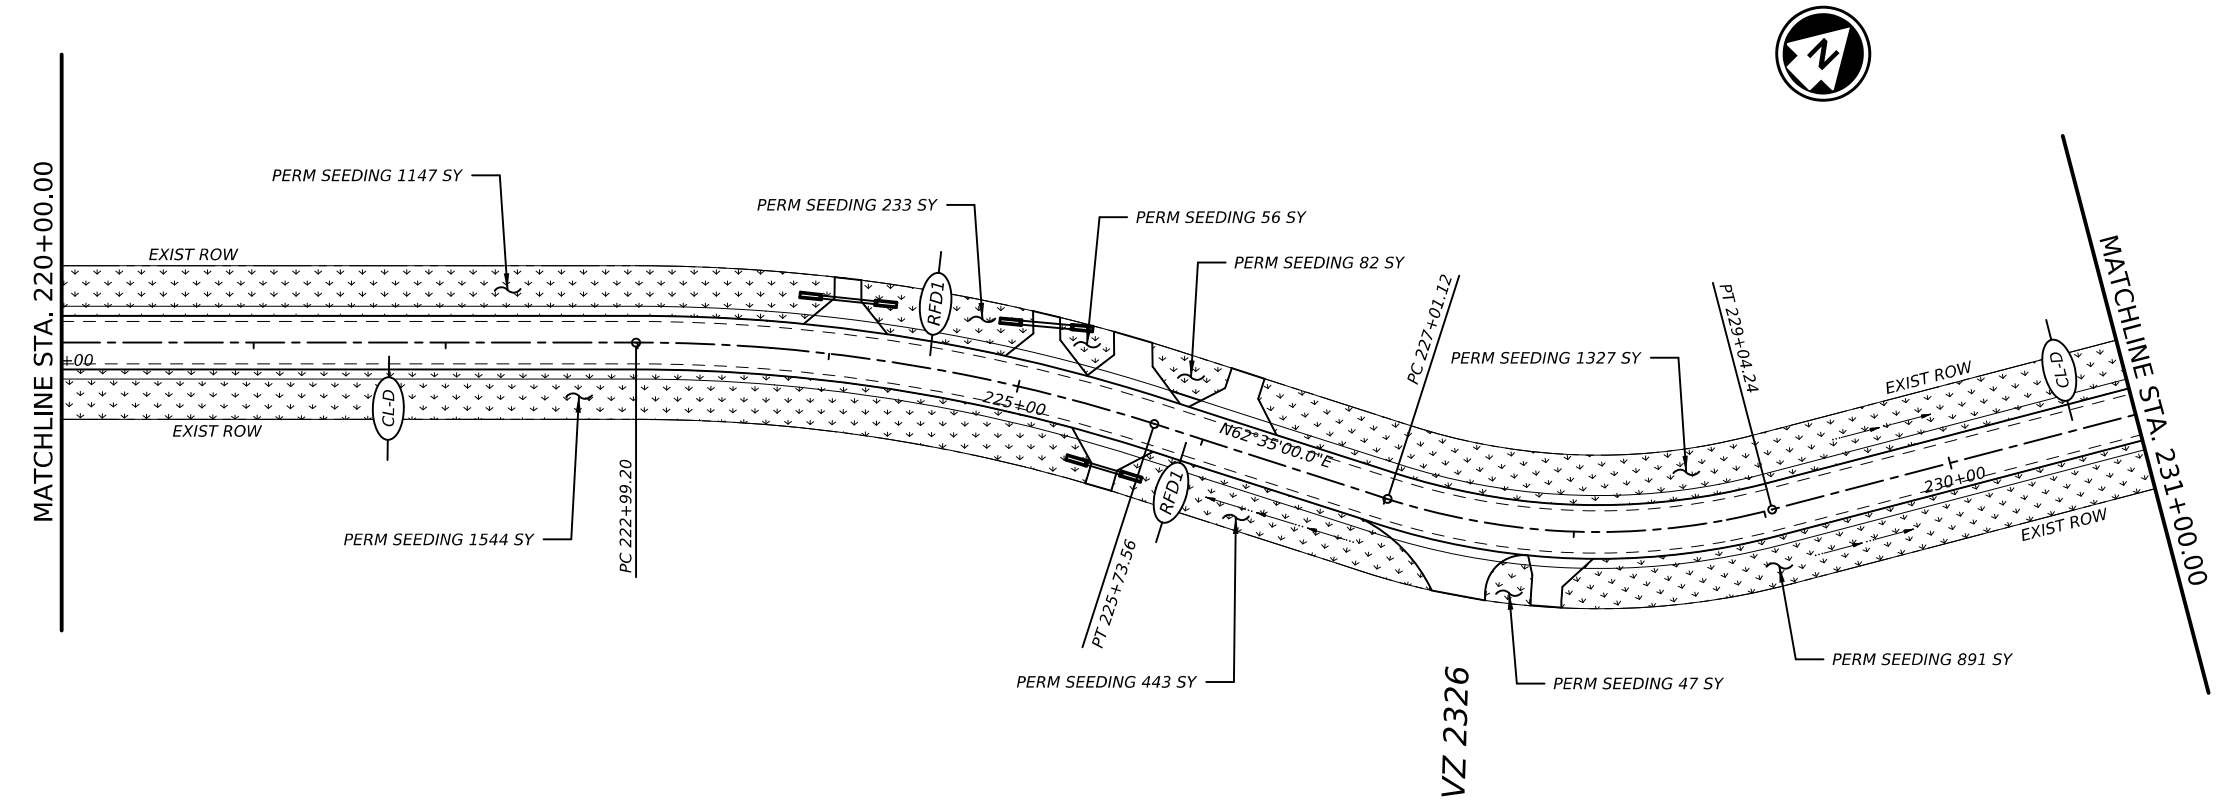 N
MATCHLINE STA. 220+00.00
PERM SEEDING 1147 SY
PERM SEEDING 233 SY
PERM SEEDING 56 SY
PERM SEEDING 82 SY
EXIST ROW
RFD1
PC 227+01.12
PT 229+04.24
PERM SEEDING 1327 SY
EXIST ROW
CL-D
MATCHLINE STA. 231+00.00
+00
CL-D
225+00
N62°35'00.0"E
230+00
EXIST ROW
RFD1
EXIST ROW
PERM SEEDING 1544 SY
PC 222+99.20
PT 225+73.56
PERM SEEDING 443 SY
VZ 2326
PERM SEEDING 47 SY
PERM SEEDING 891 SY